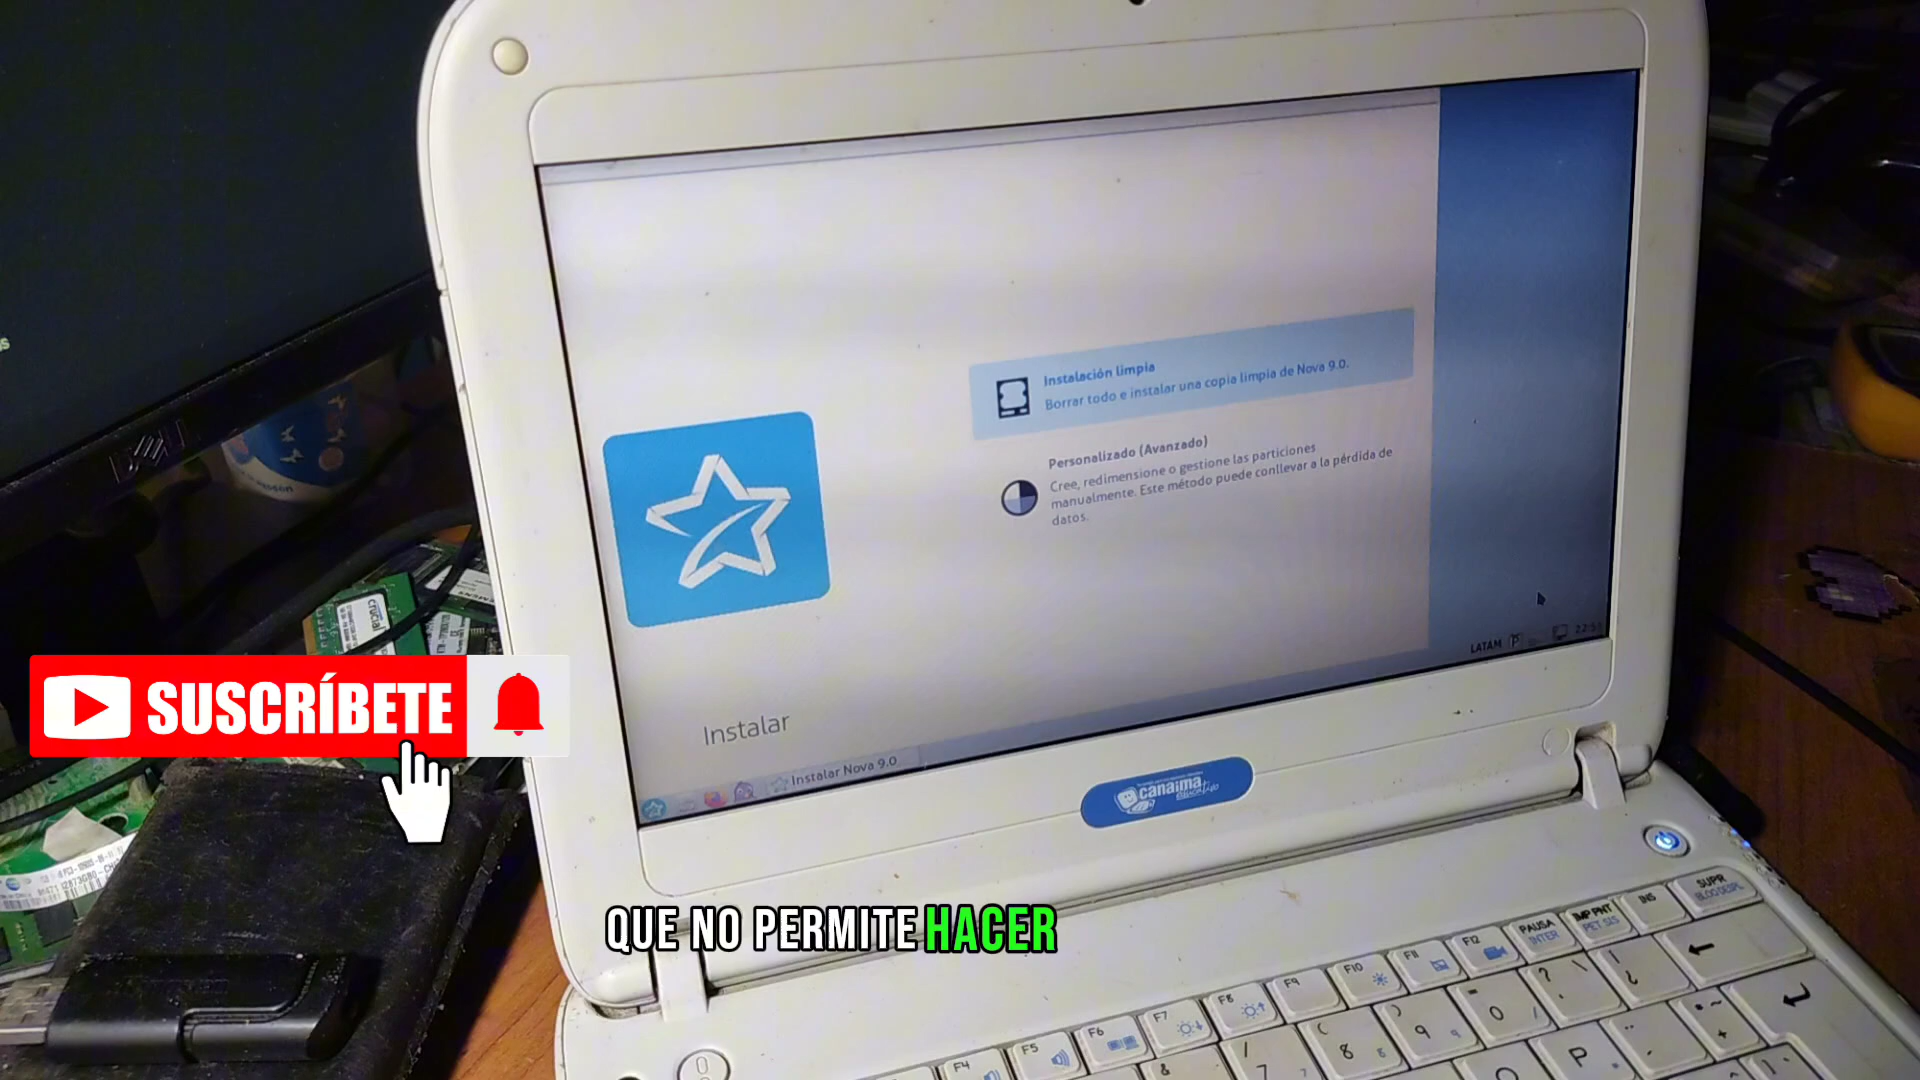 Instalación limpia
Borrar todo e instalar una copia limpia de Nova 9.0.
Personalizado (Avanzado)
Cree, redimensione o gestione las particiones
manualmente. Este método puede conllevar a la pérdida de
datos.
Instalar
Instalar Nova 9.0
LATAM
canaima
educativo
DELL
crucial
SUSCRÍBETE
QUE NO PERMITE HACER
SUPR
INS
IMP PNT
PET SIS
PAUSA
INTER
F12
F11
F10
F9
F8
F7
F6
F5
F4
P